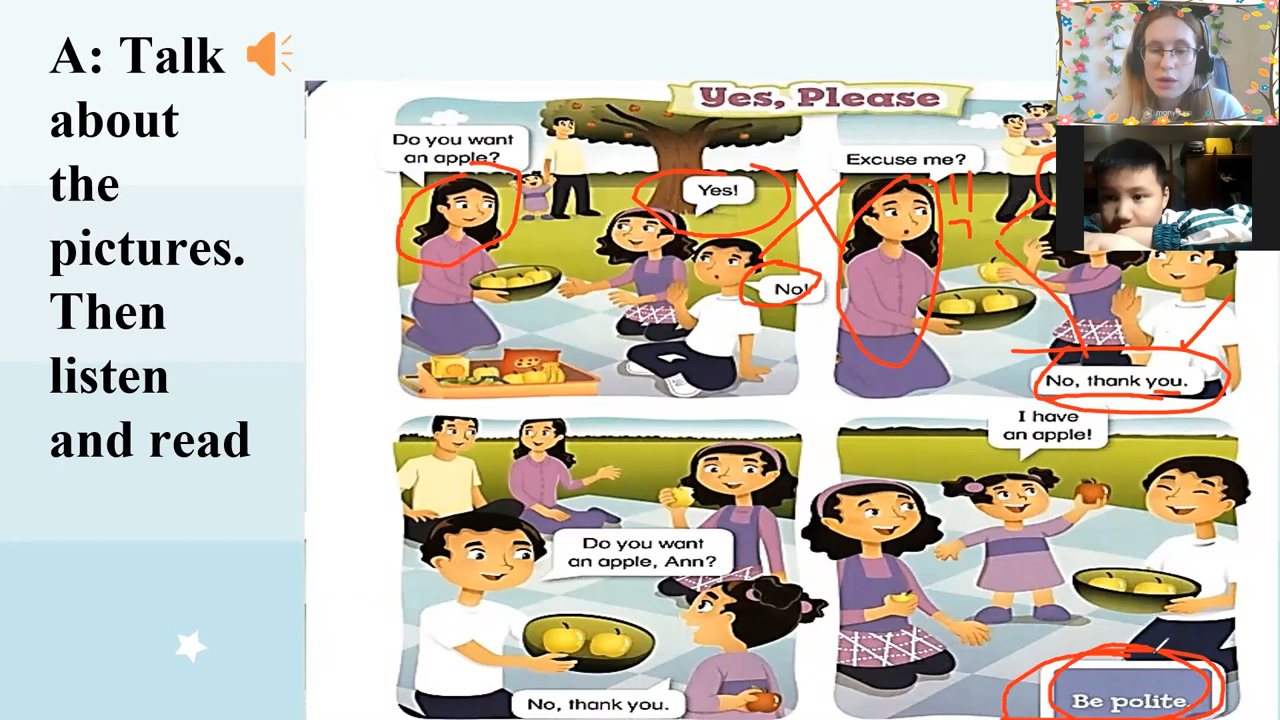 A: Talk
about
the
pictures.
Then
listen
and read
Yes, Please
Do you want
an apple?
Yes!
No!
Excuse me?
No, thank you.
Do you want
an apple, Ann?
No, thank you.
I have
an apple!
Be polite.